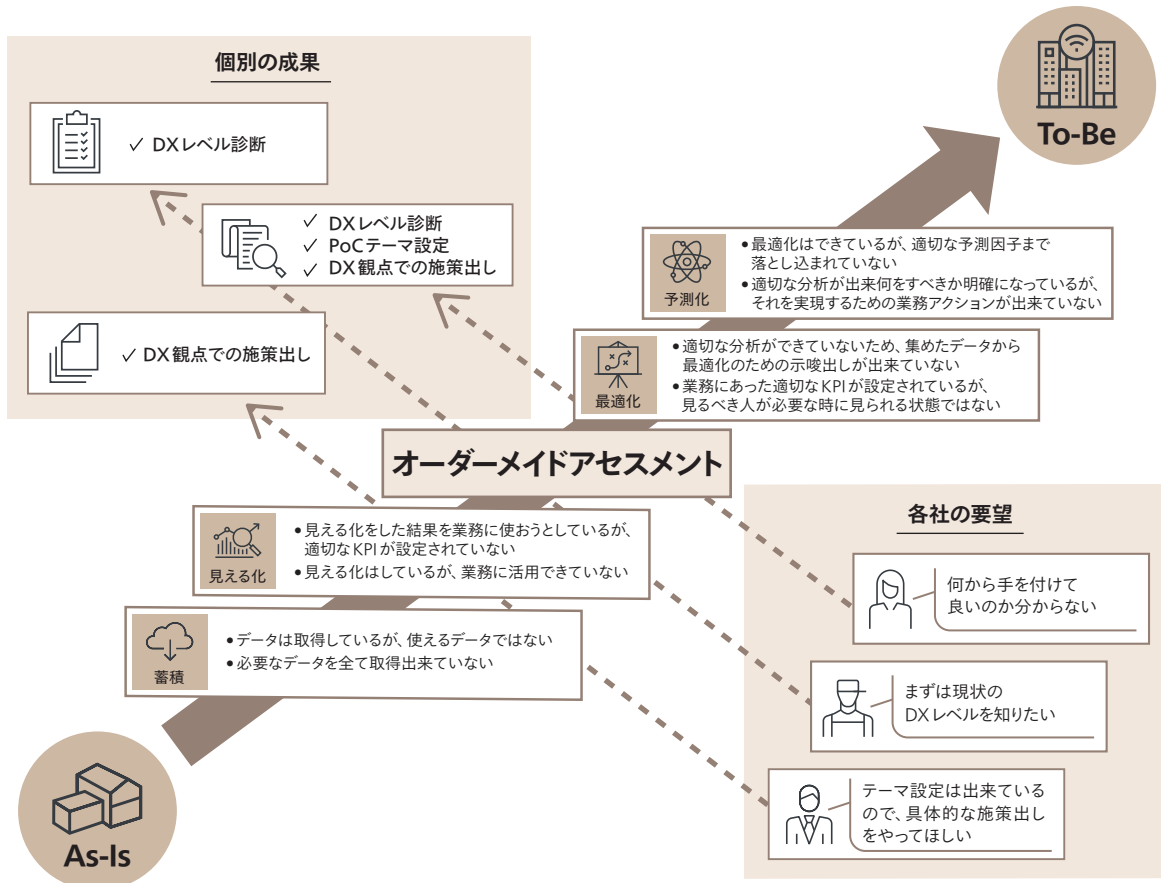 個別の成果
✓ DXレベル診断
✓ DXレベル診断
✓ PoCテーマ設定
✓ DX観点での施策出し
✓ DX観点での施策出し
To-Be
予測化
•最適化はできているが、適切な予測因子まで
落とし込まれていない
•適切な分析が出来何をすべきか明確になっているが、
それを実現するための業務アクションが出来ていない
最適化
•適切な分析ができていないため、集めたデータから
最適化のための示唆出しが出来ていない
•業務にあった適切なKPIが設定されているが、
見るべき人が必要な時に見られる状態ではない
オーダーメイドアセスメント
見える化
•見える化をした結果を業務に使おうとしているが、
適切なKPIが設定されていない
•見える化はしているが、業務に活用できていない
蓄積
•データは取得しているが、使えるデータではない
•必要なデータを全て取得出来ていない
As-Is
各社の要望
何から手を付けて
良いのか分からない
まずは現状の
DXレベルを知りたい
テーマ設定は出来ている
ので、具体的な施策出し
をやってほしい